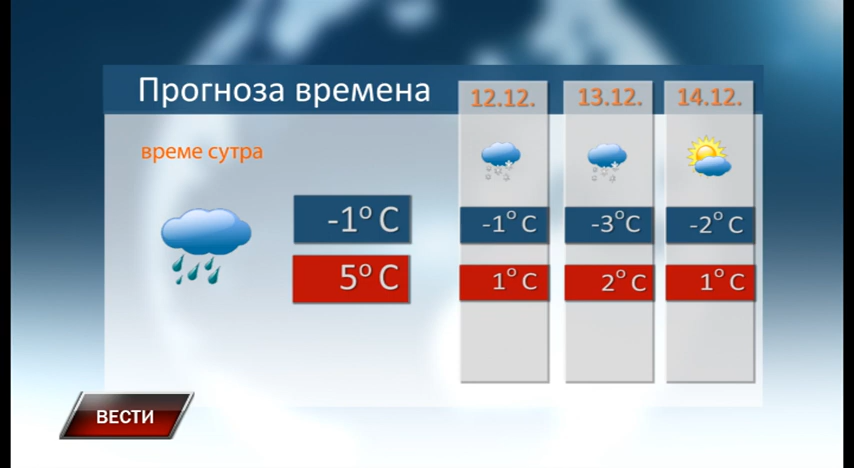 Прогноза времена
време сутра
-1° C
5° C
12.12. 13.12. 14.12.
-1° C -3°C -2° C
1° C 2° C 1° C
ВЕСТИ